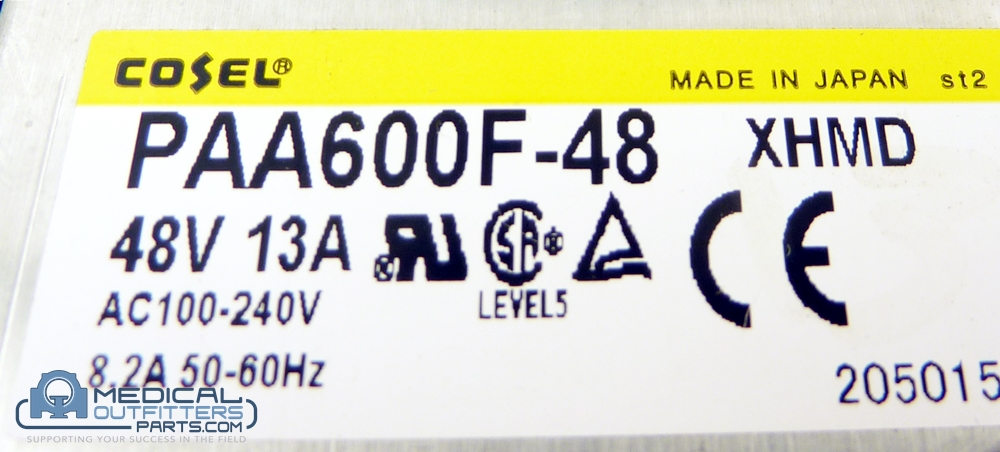 COSEL®
MADE IN JAPAN st2
PAA600F-48 XHMD
48V 13A
LEVEL5
CE
AC100-240V
8.2A 50-60Hz
205015
MEDICAL
OUTFITTERS
PARTS.COM
SUPPORTING YOUR SUCCESS IN THE FIELD